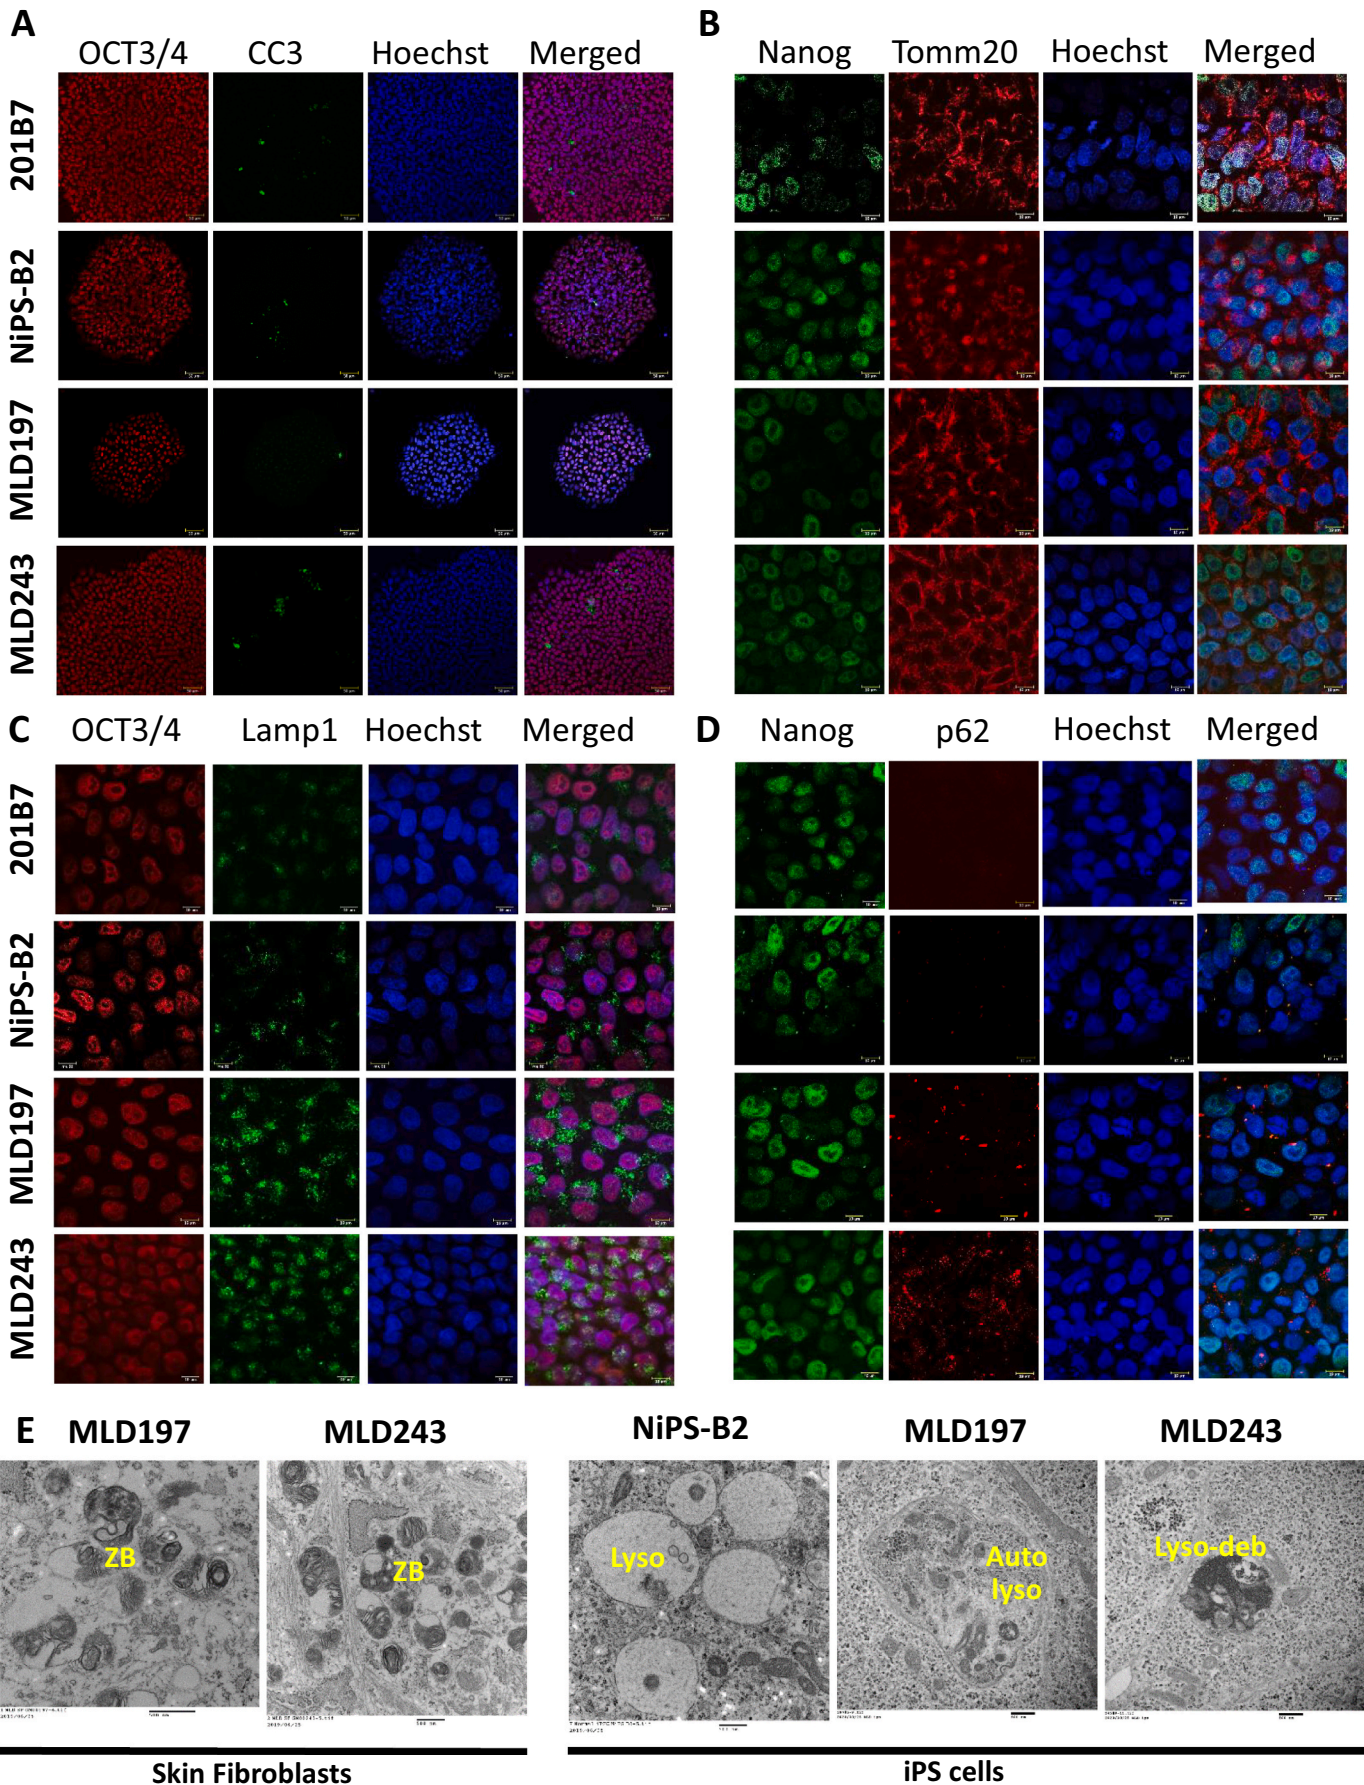 A
OCT3/4 CC3 Hoechst Merged
201B7
NiPS-B2
MLD197
MLD243
B
Nanog Tomm20 Hoechst Merged
C
OCT3/4 Lamp1 Hoechst Merged
201B7
NiPS-B2
MLD197
MLD243
D
Nanog p62 Hoechst Merged
E
MLD197 MLD243 NiPS-B2 MLD197 MLD243
ZB
ZB
Lyso
Auto
lyso
Lyso-deb
Skin Fibroblasts
iPS cells